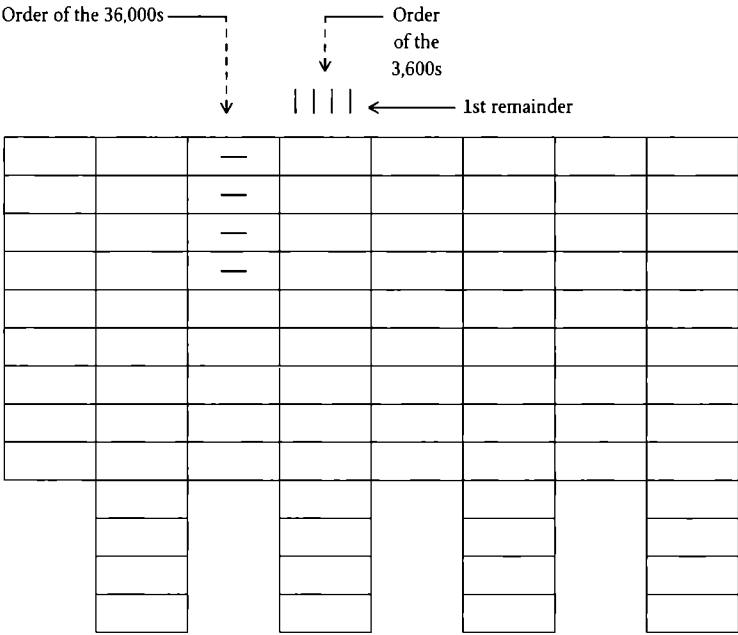 Order of the 36,000s
Order
of the
3,600s
1st remainder